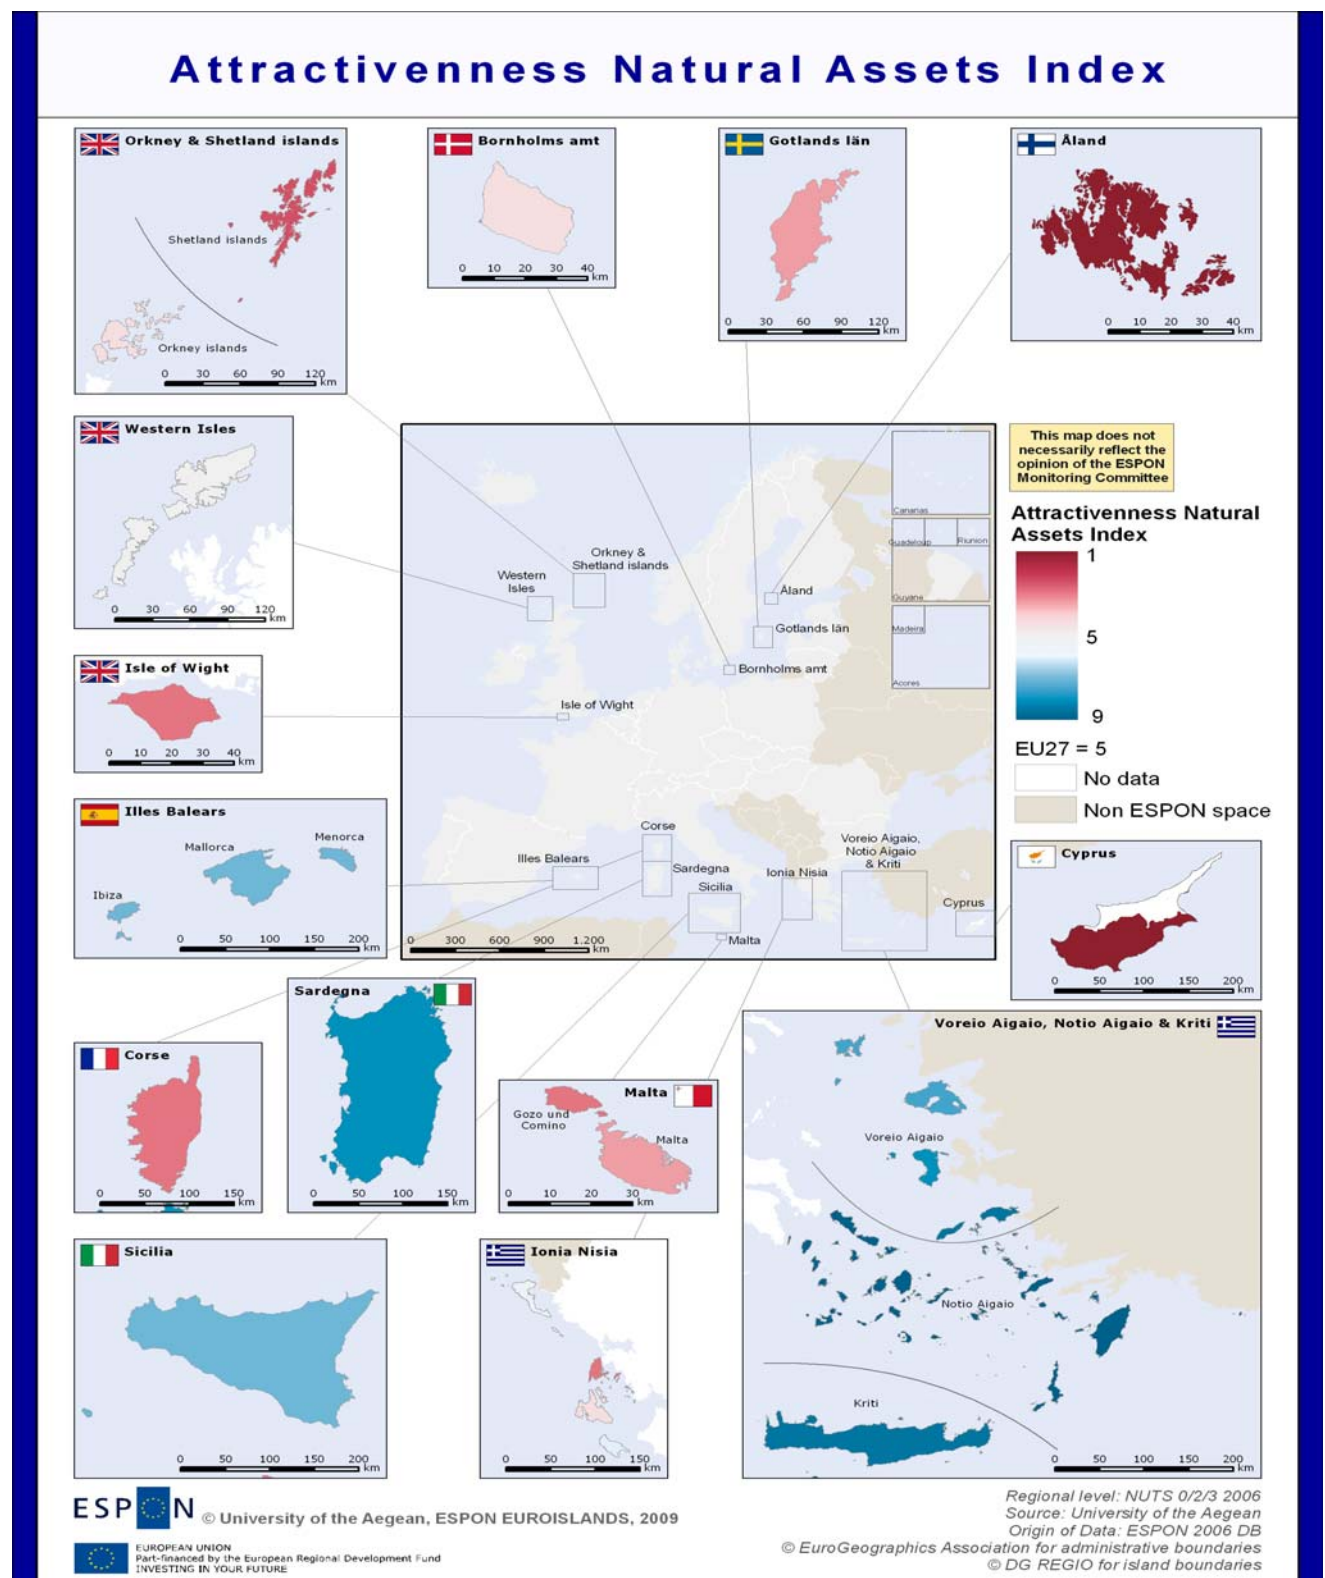 Attractivenness Natural Assets Index
Orkney & Shetland islands
Shetland islands
Orkney islands
0 30 60 90 120
km
Bornholms amt
0 10 20 30 40
km
Gotlands län
0 30 60 90 120
km
Åland
0 10 20 30 40
km
Western Isles
0 30 60 90 120
km
Isle of Wight
0 10 20 30 40
km
Illes Balears
Menorca
Mallorca
Ibiza
0 50 100 150 200
km
Canarias
Guadeloup
Riunion
Guyane
Madeira
Acores
Orkney &
Shetland islands
Western
Isles
Åland
Gotlands län
Bornholms amt
Isle of Wight
Corse
Illes Balears
Sardegna
Sicilia
Ionia Nisia
Voreio Aigaio,
Notio Aigaio
& Kriti
Cyprus
Malta
0 300 600 900 1.200
km
This map does not
necessarily reflect the
opinion of the ESPON
Monitoring Committee
Attractivenness Natural
Assets Index
1
5
9
EU27 = 5
No data
Non ESPON space
Cyprus
0 50 100 150 200
km
Sardegna
0 50 100 150
km
Corse
0 50 100 150
km
Malta
Gozo und
Comino
Malta
0 10 20 30
km
Voreio Aigaio, Notio Aigaio & Kriti
Voreio Aigaio
Notio Aigaio
Kriti
0 50 100 150 200
km
Sicilia
0 50 100 150 200
km
Ionia Nisia
0 50 100 150
km
ESPON
© University of the Aegean, ESPON EUROISLANDS, 2009
EUROPEAN UNION
Part-financed by the European Regional Development Fund
INVESTING IN YOUR FUTURE
Regional level: NUTS 0/2/3 2006
Source: University of the Aegean
Origin of Data: ESPON 2006 DB
© EuroGeographics Association for administrative boundaries
© DG REGIO for island boundaries